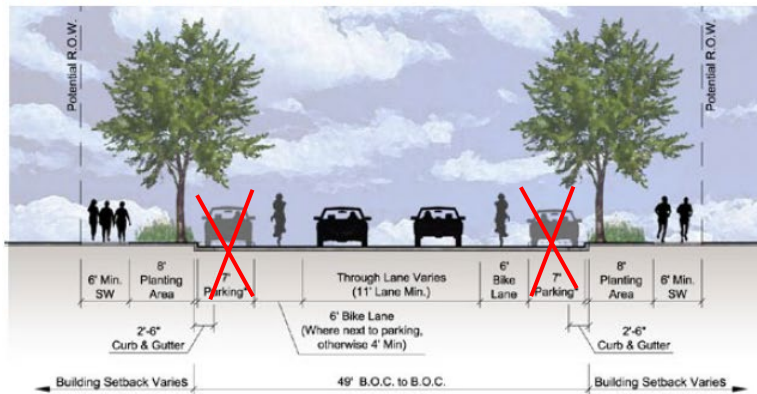 Potential R.O.W.
Potential R.O.W.
6' Min.
SW
8'
Planting
Area
7'
Parking*
Through Lane Varies
(11' Lane Min.)
6'
Bike
Lane
7'
Parking*
8'
Planting
Area
6' Min.
SW
2'-6"
Curb & Gutter
6' Bike Lane
(Where next to parking,
otherwise 4' Min)
2'-6"
Curb & Gutter
Building Setback Varies
49' B.O.C. to B.O.C.
Building Setback Varies